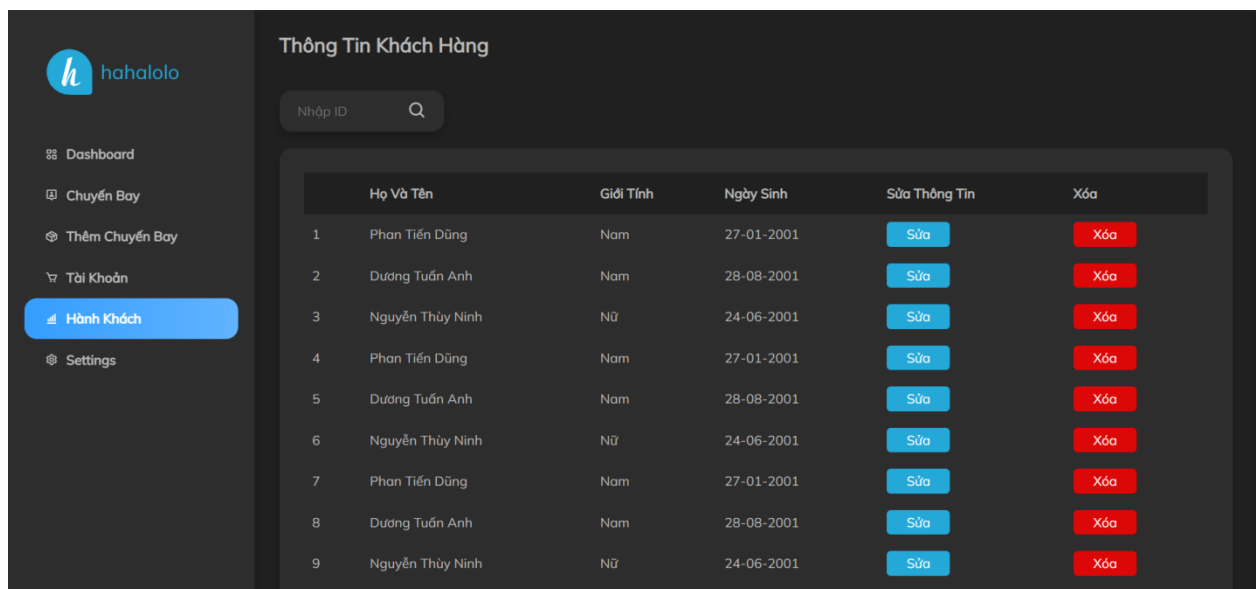 hahalolo
Dashboard
Chuyến Bay
Thêm Chuyến Bay
Tài Khoản
Hành Khách
Settings
Thông Tin Khách Hàng
Nhập ID
Họ Và Tên Giới Tính Ngày Sinh Sửa Thông Tin Xóa
1 Phan Tiến Dũng Nam 27-01-2001 Sửa Xóa
2 Dương Tuấn Anh Nam 28-08-2001 Sửa Xóa
3 Nguyễn Thùy Ninh Nữ 24-06-2001 Sửa Xóa
4 Phan Tiến Dũng Nam 27-01-2001 Sửa Xóa
5 Dương Tuấn Anh Nam 28-08-2001 Sửa Xóa
6 Nguyễn Thùy Ninh Nữ 24-06-2001 Sửa Xóa
7 Phan Tiến Dũng Nam 27-01-2001 Sửa Xóa
8 Dương Tuấn Anh Nam 28-08-2001 Sửa Xóa
9 Nguyễn Thùy Ninh Nữ 24-06-2001 Sửa Xóa